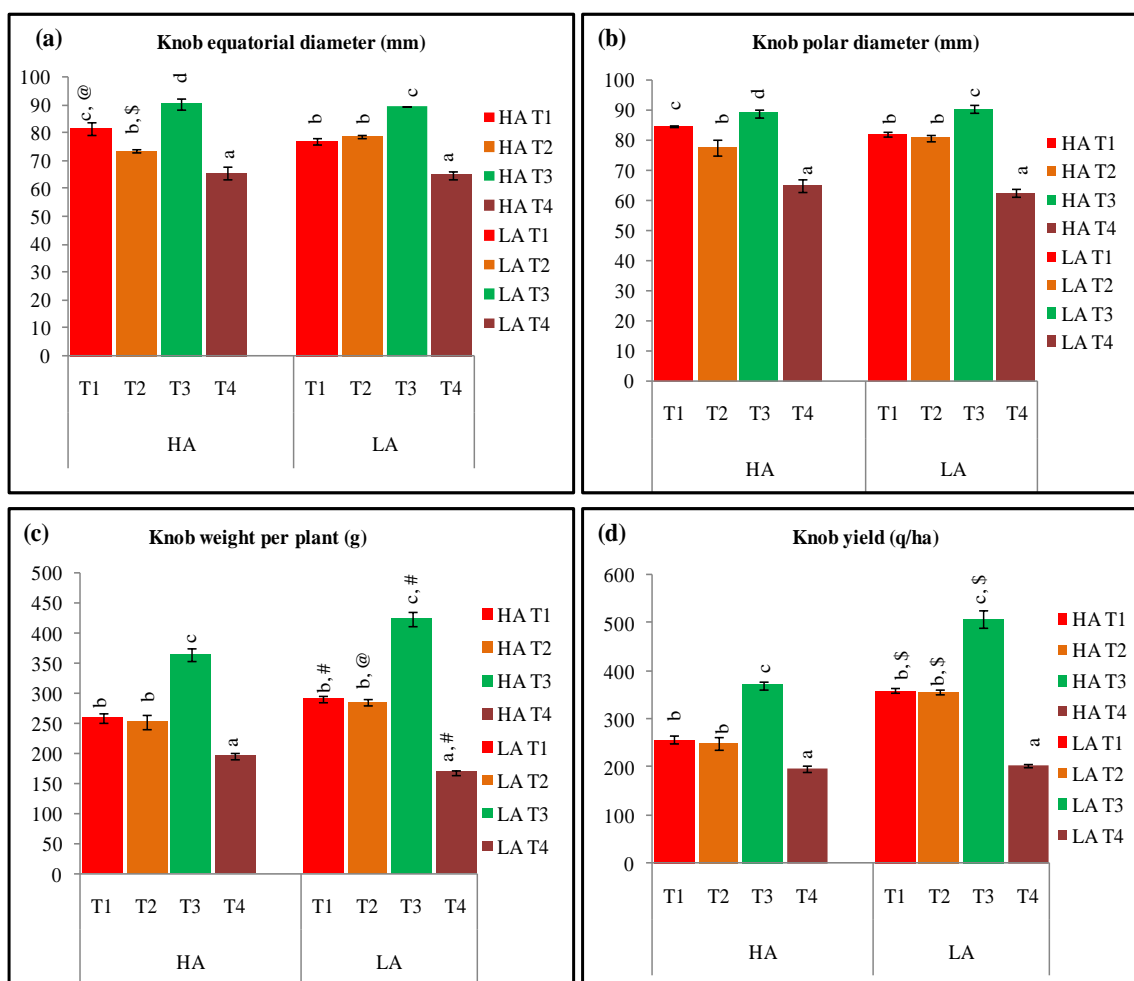 (a)
Knob equatorial diameter (mm)
100
90
80
70
60
50
40
30
20
10
0
c, @
b, $
d
a
b
b
c
a
T1 T2 T3 T4 T1 T2 T3 T4
HA LA
HA T1
HA T2
HA T3
HA T4
LA T1
LA T2
LA T3
LA T4
(b)
Knob polar diameter (mm)
100
90
80
70
60
50
40
30
20
10
0
c
b
d
a
b
b
c
a
T1 T2 T3 T4 T1 T2 T3 T4
HA LA
HA T1
HA T2
HA T3
HA T4
LA T1
LA T2
LA T3
LA T4
(c)
Knob weight per plant (g)
500
450
400
350
300
250
200
150
100
50
0
b
b
c
a
b, #
b, @
c, #
a, #
T1 T2 T3 T4 T1 T2 T3 T4
HA LA
HA T1
HA T2
HA T3
HA T4
LA T1
LA T2
LA T3
LA T4
(d)
Knob yield (q/ha)
600
500
400
300
200
100
0
b
b
c
a
b, $
b, $
c, $
a
T1 T2 T3 T4 T1 T2 T3 T4
HA LA
HA T1
HA T2
HA T3
HA T4
LA T1
LA T2
LA T3
LA T4